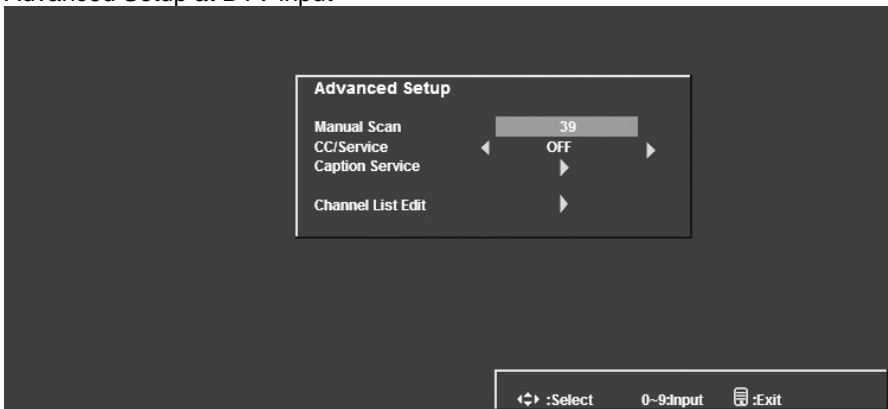 Advanced Setup at DTV input
Advanced Setup
Manual Scan 39
CC/Service OFF
Caption Service
Channel List Edit
:Select 0~9:Input :Exit